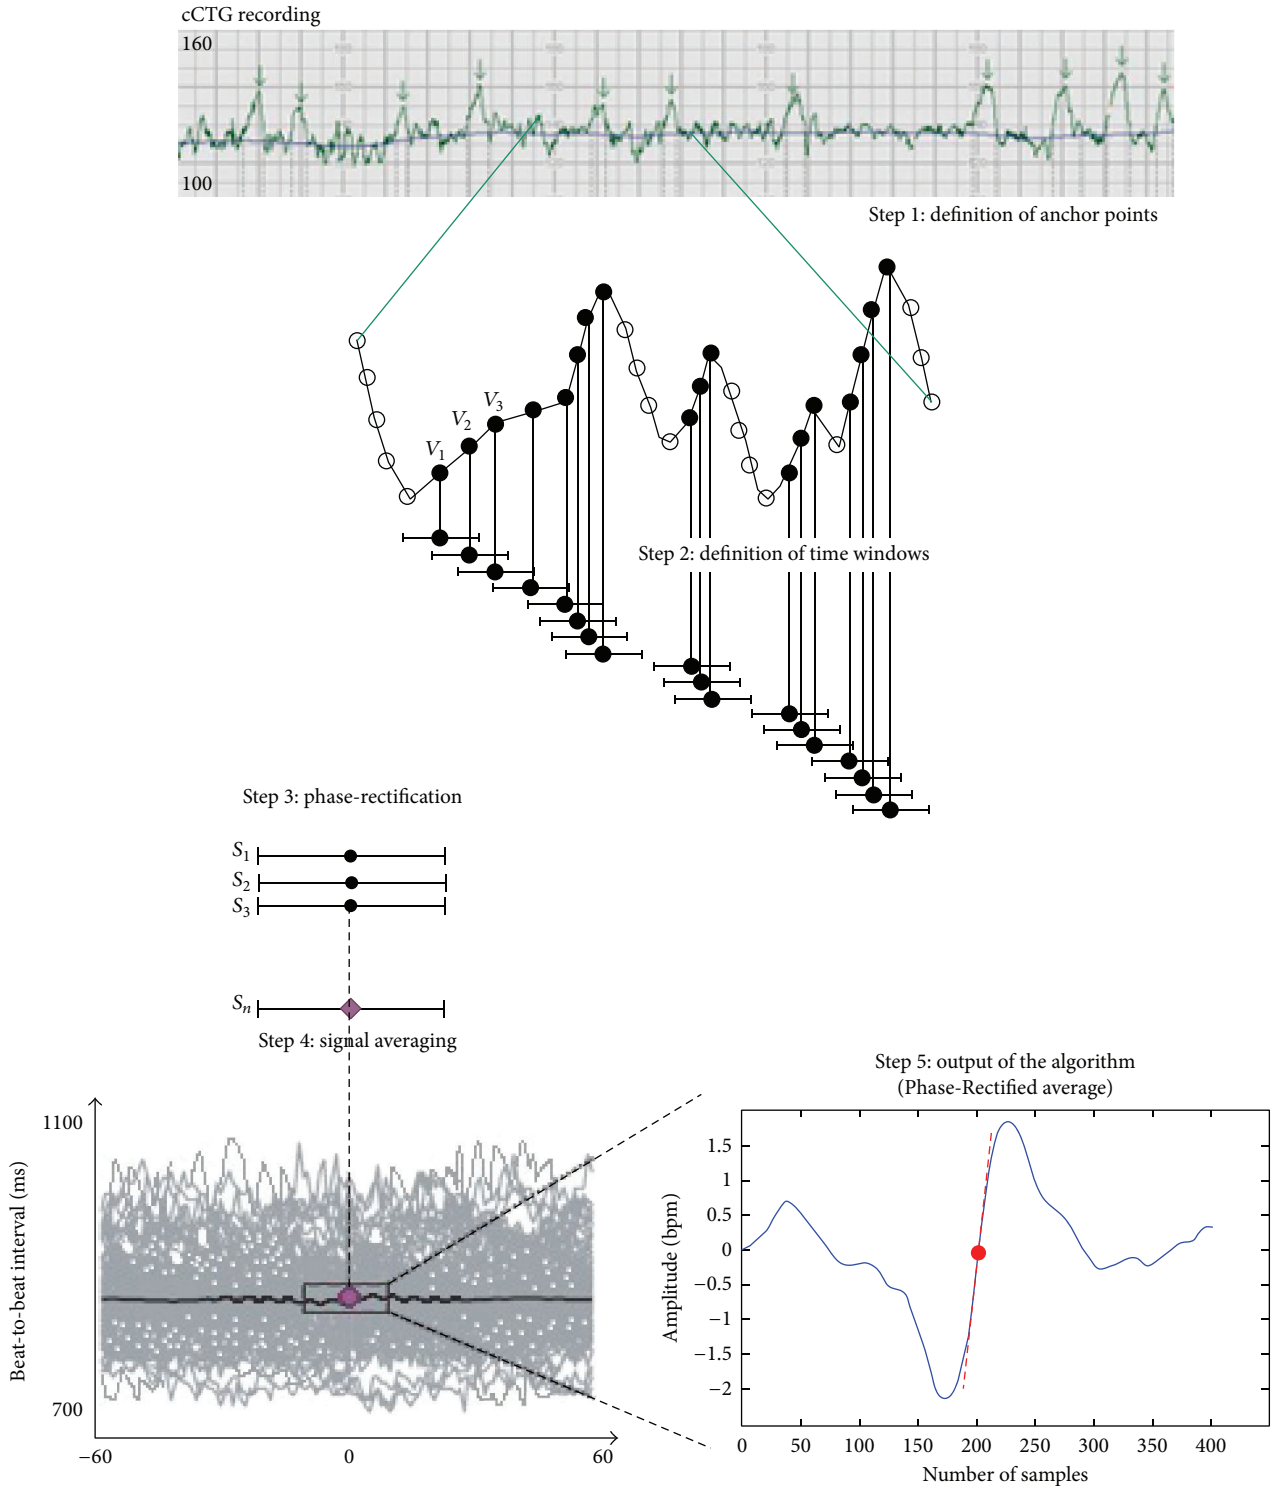 cCTG recording
160
100
Step 1: definition of anchor points
V1
V2
V3
Step 2: definition of time windows
Step 3: phase-rectification
S1
S2
S3
Sn
Step 4: signal averaging
Beat-to-beat interval (ms)
1100
700
−60
0
60
Step 5: output of the algorithm
(Phase-Rectified average)
Amplitude (bpm)
1.5
1
0.5
0
−0.5
−1
−1.5
−2
0 50 100 150 200 250 300 350 400
Number of samples